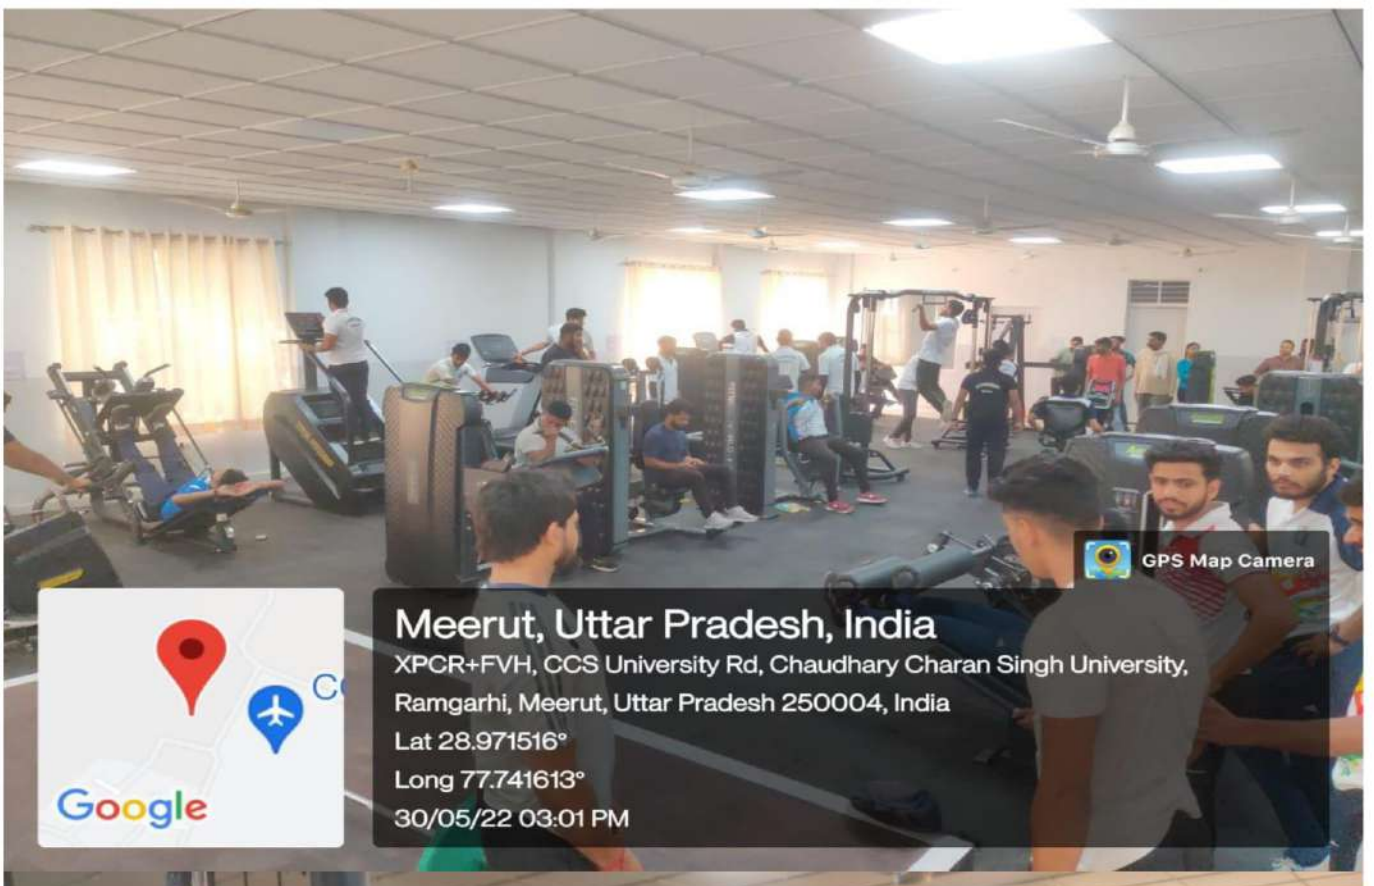 GPS Map Camera
Meerut, Uttar Pradesh, India
XPCR+FVH, CCS University Rd, Chaudhary Charan Singh University,
Ramgarhi, Meerut, Uttar Pradesh 250004, India
Lat 28.971516°
Long 77.741613°
30/05/22 03:01 PM
Google